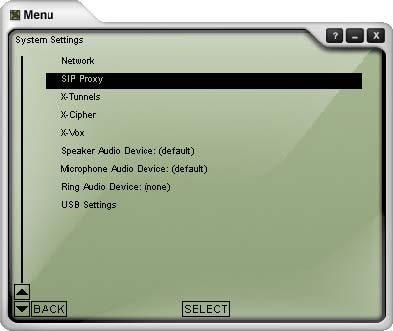 Menu
? – X
System Settings
Network
SIP Proxy
X-Tunnels
X-Cipher
X-Vox
Speaker Audio Device: (default)
Microphone Audio Device: (default)
Ring Audio Device: (none)
USB Settings
BACK SELECT